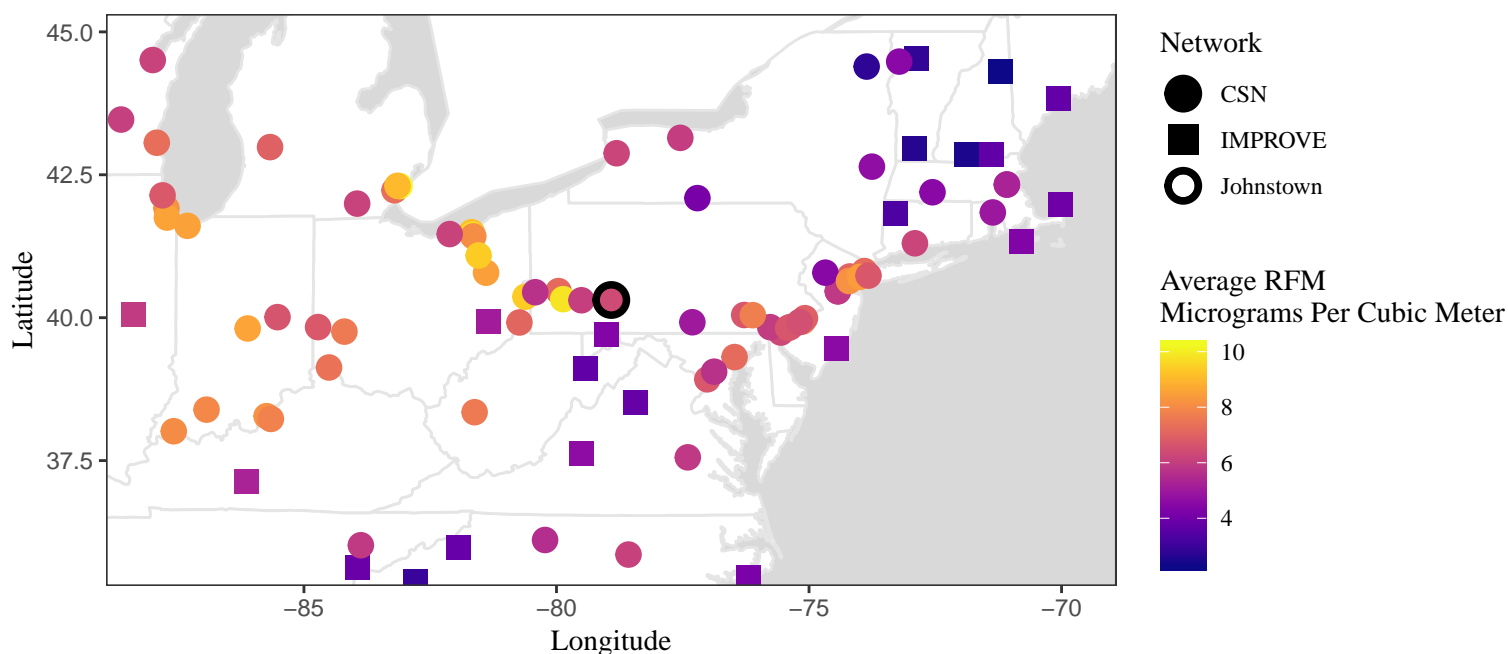 45.0
42.5
40.0
37.5
Latitude
−85
−80
−75
−70
Longitude
Network
CSN
IMPROVE
Johnstown
Average RFM
Micrograms Per Cubic Meter
10
8
6
4